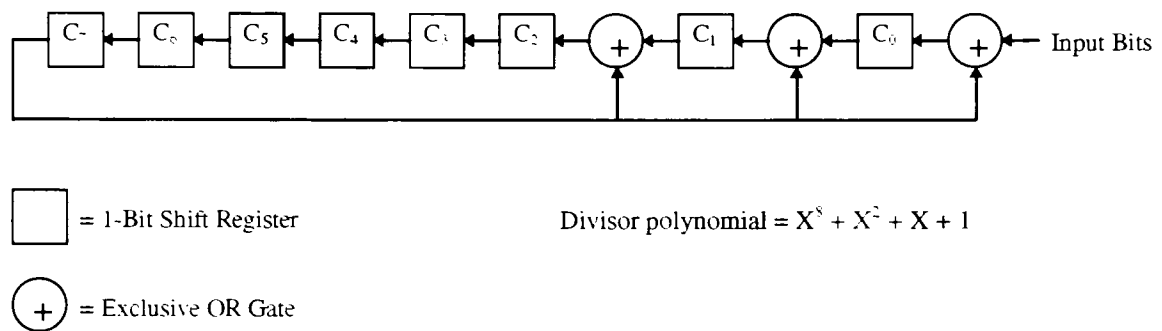 C₅ C₄ C₃ C₂ + C₁ + C₀ + Input Bits
= 1-Bit Shift Register
Divisor polynomial = X⁸ + X² + X + 1
+ = Exclusive OR Gate